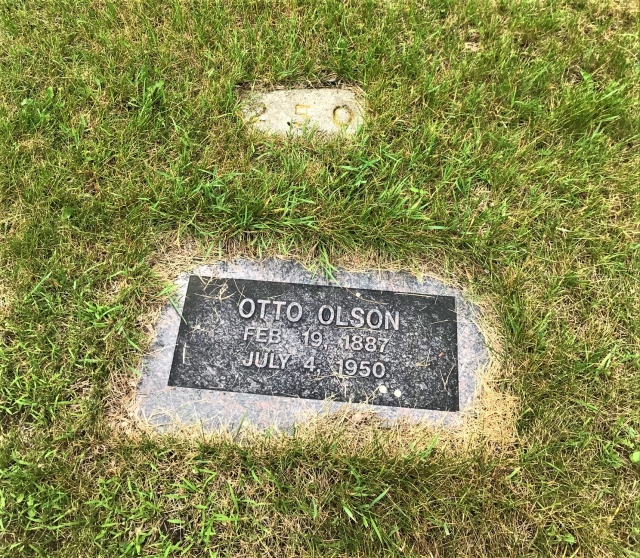 OTTO OLSON
FEB. 19, 1887
JULY 4, 1950